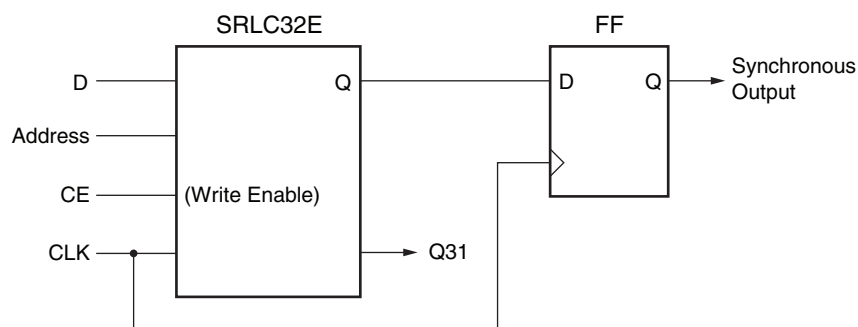 SRLC32E
FF
D
Q
D
Q
Synchronous
Output
Address
CE
(Write Enable)
CLK
Q31